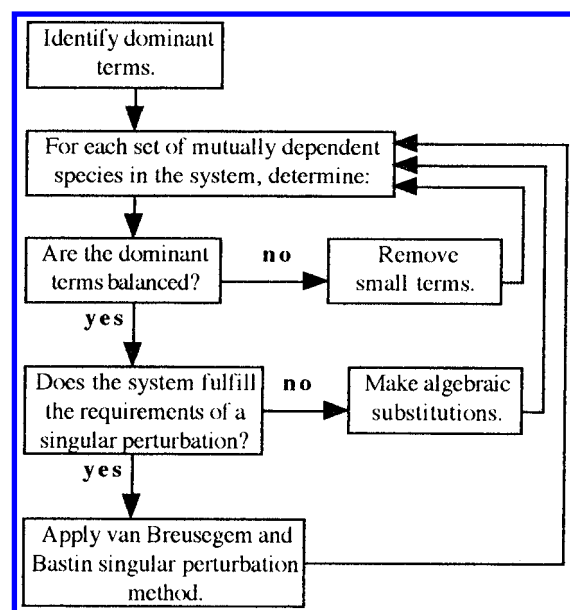 Identify dominant
terms.
For each set of mutually dependent
species in the system, determine:
Are the dominant
terms balanced?
no
Remove
small terms.
yes
Does the system fulfill
the requirements of a
singular perturbation?
no
Make algebraic
substitutions.
yes
Apply van Breusegem and
Bastin singular perturbation
method.